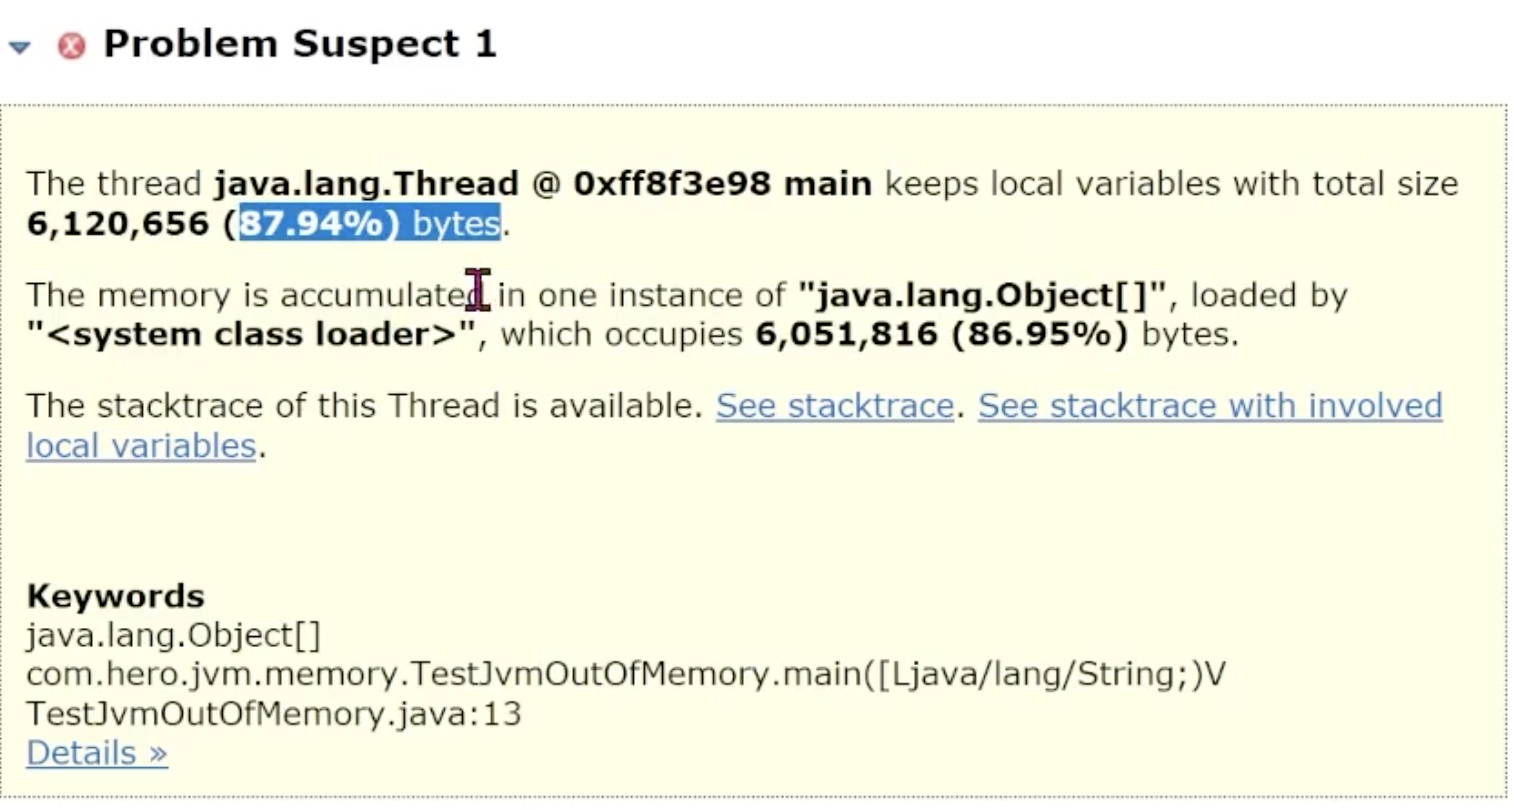 Problem Suspect 1
The thread java.lang.Thread @ 0xff8f3e98 main keeps local variables with total size
6,120,656 (87.94%) bytes.
The memory is accumulated in one instance of "java.lang.Object[]", loaded by
"<system class loader>", which occupies 6,051,816 (86.95%) bytes.
The stacktrace of this Thread is available. See stacktrace. See stacktrace with involved
local variables.
Keywords
java.lang.Object[]
com.hero.jvm.memory.TestJvmOutOfMemory.main([Ljava/lang/String;)V
TestJvmOutOfMemory.java:13
Details »